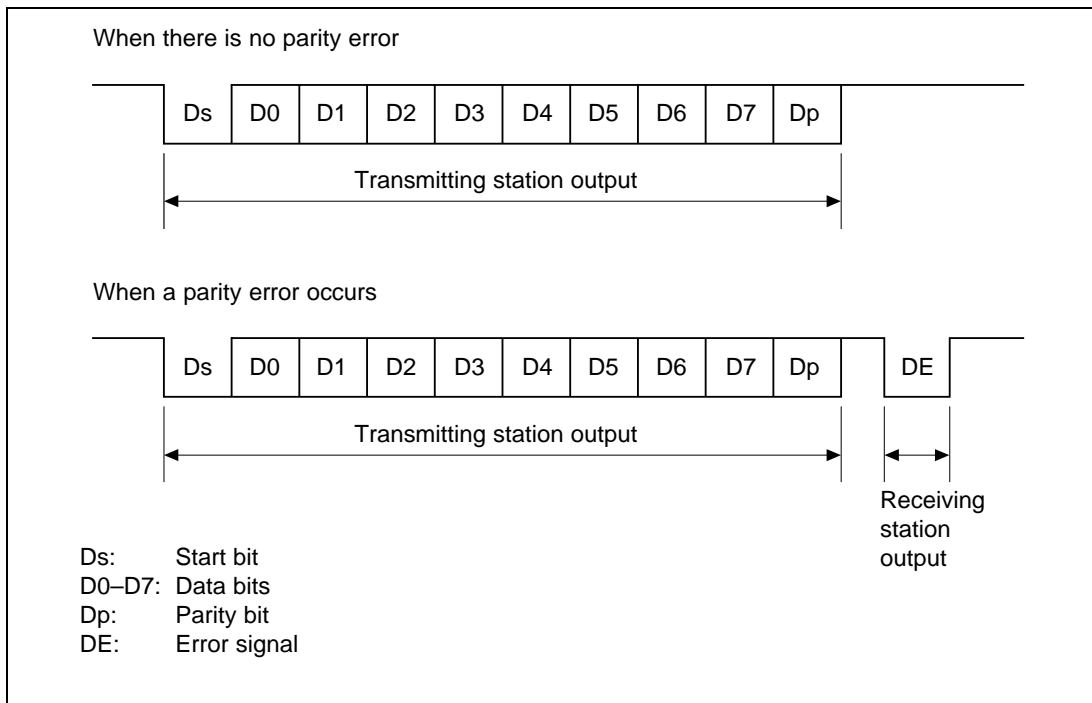 When there is no parity error
Ds D0 D1 D2 D3 D4 D5 D6 D7 Dp
Transmitting station output
When a parity error occurs
Ds D0 D1 D2 D3 D4 D5 D6 D7 Dp DE
Transmitting station output
Receiving
station
output
Ds: Start bit
D0–D7: Data bits
Dp: Parity bit
DE: Error signal